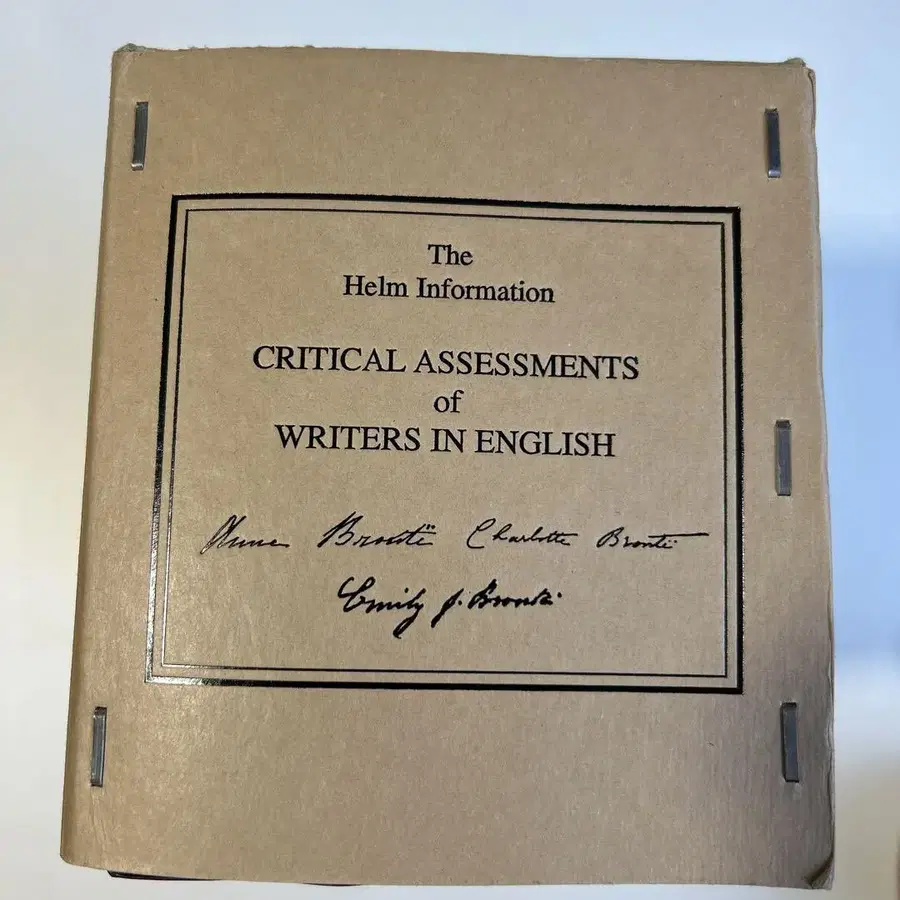 The
Helm Information
CRITICAL ASSESSMENTS
of
WRITERS IN ENGLISH
Anne Brontë Charlotte Brontë
Emily J. Brontë